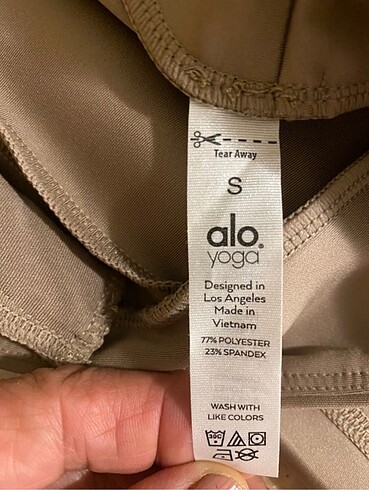 Tear Away
S
alo®
yoga
Designed in
Los Angeles
Made in
Vietnam
77% POLYESTER
23% SPANDEX
WASH WITH
LIKE COLORS
30C